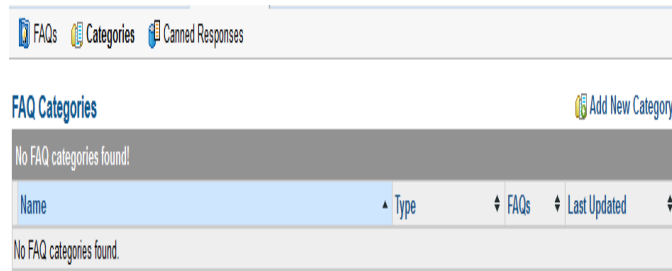 FAQs Categories Canned Responses
FAQ Categories Add New Category
No FAQ categories found!
Name Type FAQs Last Updated
No FAQ categories found.